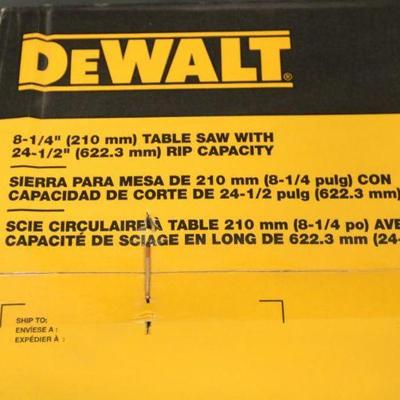 DEWALT®
8-1/4" (210 mm) TABLE SAW WITH
24-1/2" (622.3 mm) RIP CAPACITY
SIERRA PARA MESA DE 210 mm (8-1/4 pulg) CON
CAPACIDAD DE CORTE DE 24-1/2 pulg (622.3 mm)
SCIE CIRCULAIRE À TABLE 210 mm (8-1/4 po) AVE
CAPACITÉ DE SCIAGE EN LONG DE 622.3 mm (24-
SHIP TO:
ENVÍESE A :
EXPÉDIER À :